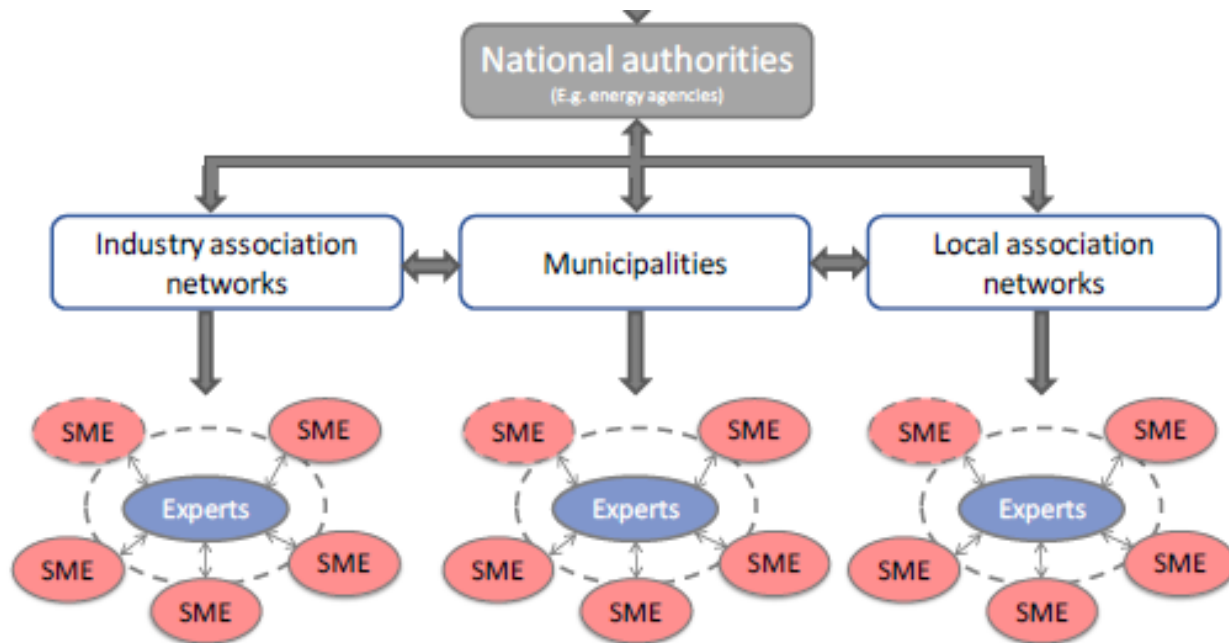 National authorities
(E.g. energy agencies)
Industry association
networks
Municipalities
Local association
networks
SME
SME
SME
SME
SME
SME
Experts
Experts
Experts
SME
SME
SME
SME
SME
SME
SME
SME
SME